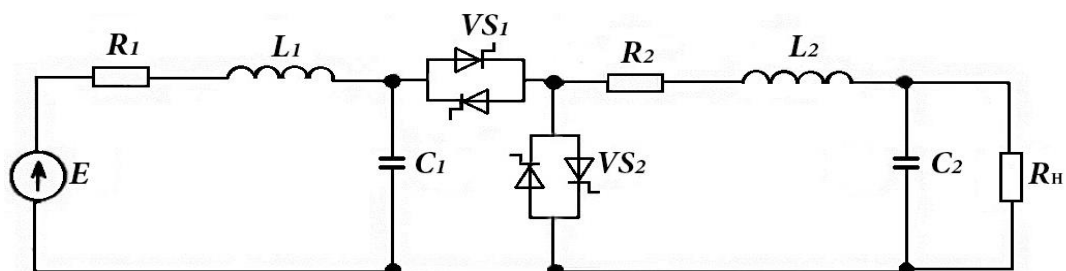 VS₁
R₁ L₁ R₂ L₂
E C₁ VS₂ C₂ Rн